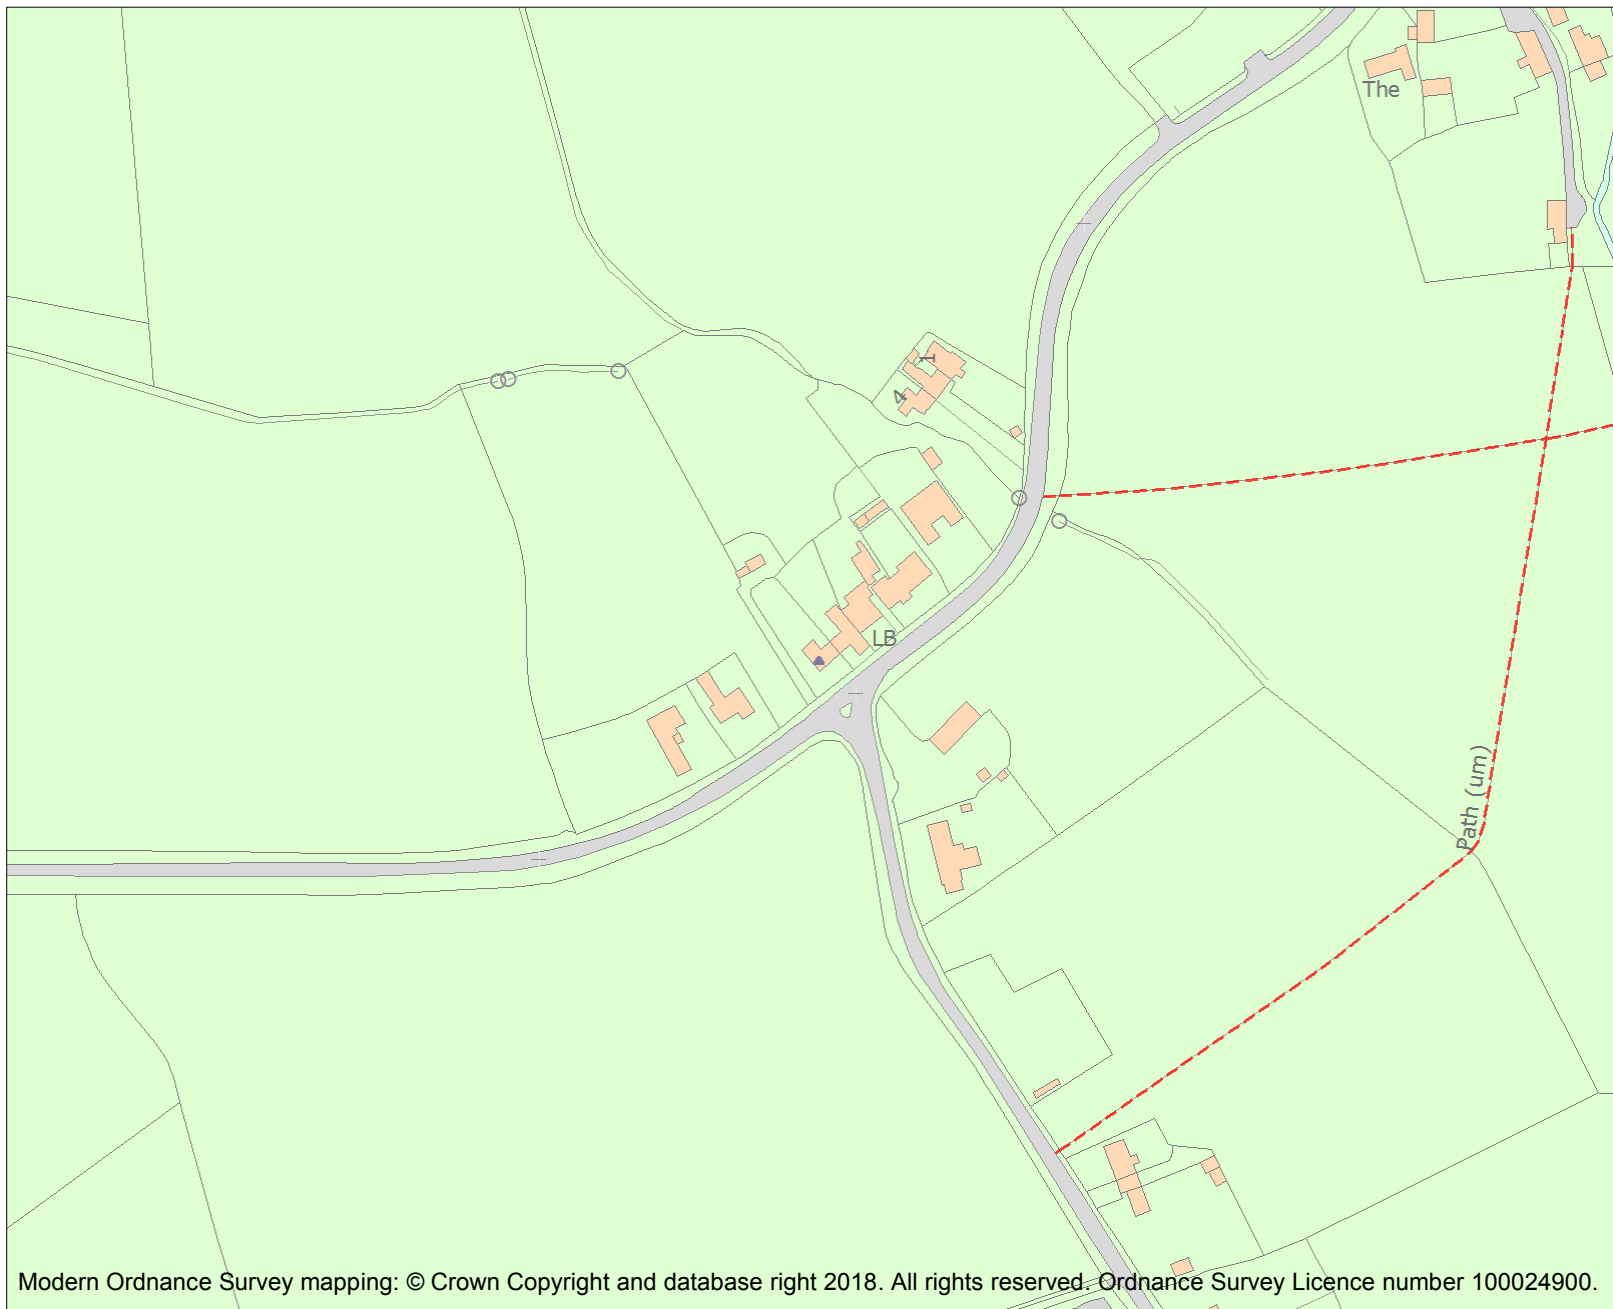 The
1
4
LB
Path (um)
Modern Ordnance Survey mapping: © Crown Copyright and database right 2018. All rights reserved. Ordnance Survey Licence number 100024900.